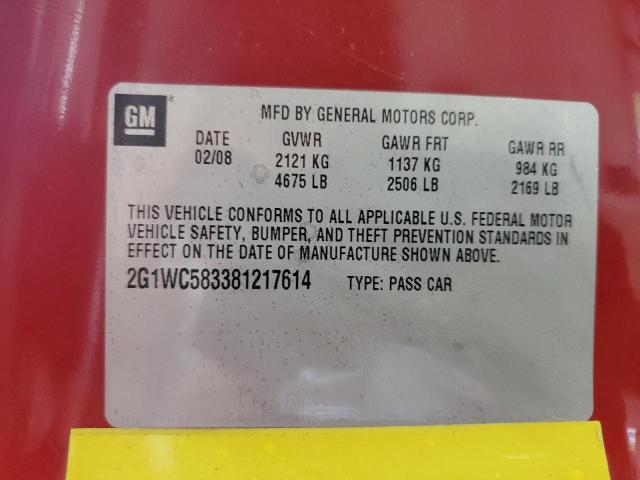 GM
MFD BY GENERAL MOTORS CORP.
DATE GVWR GAWR FRT GAWR RR
02/08 2121 KG 1137 KG 984 KG
4675 LB 2506 LB 2169 LB
THIS VEHICLE CONFORMS TO ALL APPLICABLE U.S. FEDERAL MOTOR
VEHICLE SAFETY, BUMPER, AND THEFT PREVENTION STANDARDS IN
EFFECT ON THE DATE OF MANUFACTURE SHOWN ABOVE.
2G1WC583381217614 TYPE: PASS CAR